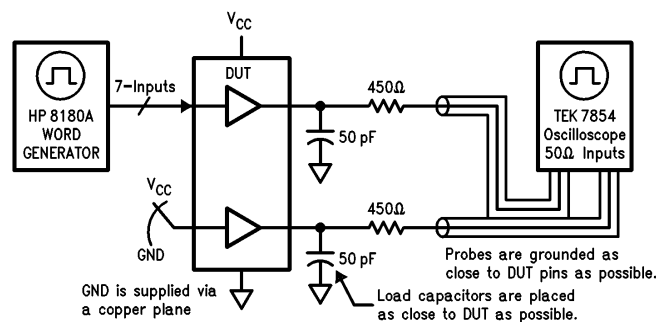 V_CC
DUT
7-Inputs
HP 8180A
WORD
GENERATOR
450Ω
50 pF
TEK 7854
Oscilloscope
50Ω Inputs
V_CC
GND
450Ω
50 pF
Probes are grounded as
close to DUT pins as possible.
GND is supplied via
a copper plane
Load capacitors are placed
as close to DUT as possible.